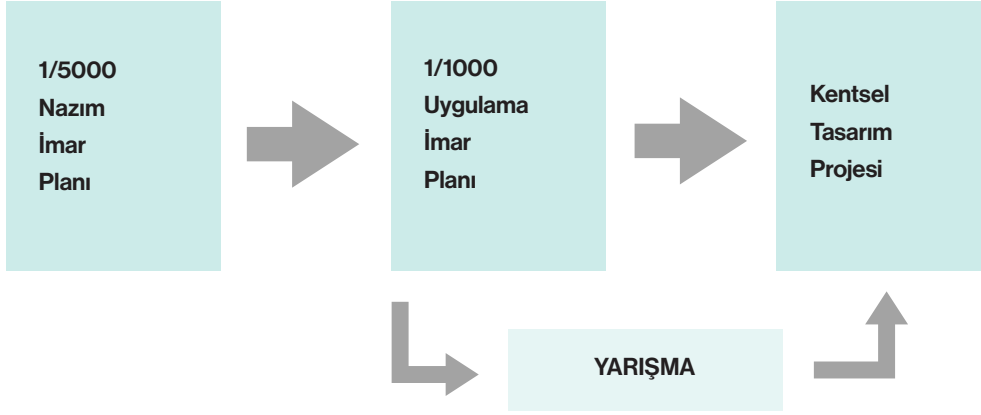 1/5000
Nazım
İmar
Planı
1/1000
Uygulama
İmar
Planı
Kentsel
Tasarım
Projesi
YARIŞMA